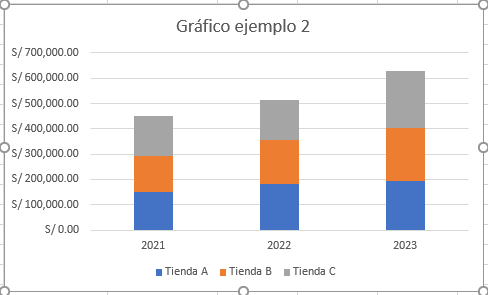 Gráfico ejemplo 2
S/ 700,000.00
S/ 600,000.00
S/ 500,000.00
S/ 400,000.00
S/ 300,000.00
S/ 200,000.00
S/ 100,000.00
S/ 0.00
2021 2022 2023
Tienda A Tienda B Tienda C